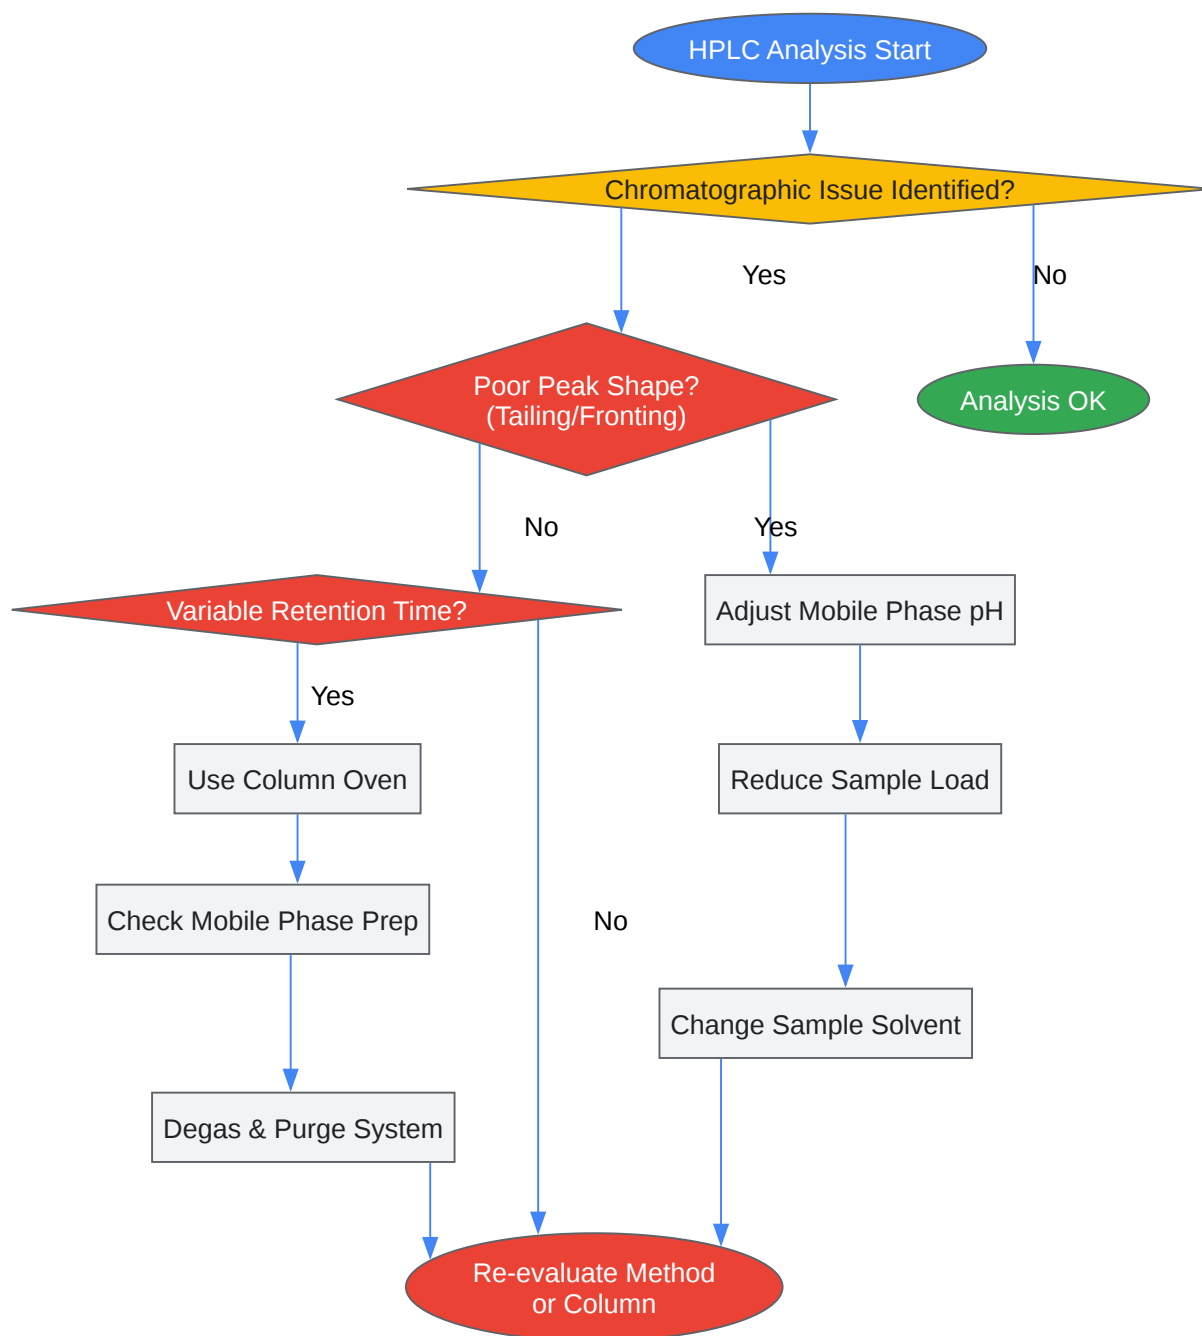 HPLC Analysis Start
Chromatographic Issue Identified?
Yes
No
Poor Peak Shape?
(Tailing/Fronting)
Analysis OK
No
Yes
Variable Retention Time?
Adjust Mobile Phase pH
Yes
Use Column Oven
Reduce Sample Load
Check Mobile Phase Prep
No
Change Sample Solvent
Degas & Purge System
Re-evaluate Method
or Column